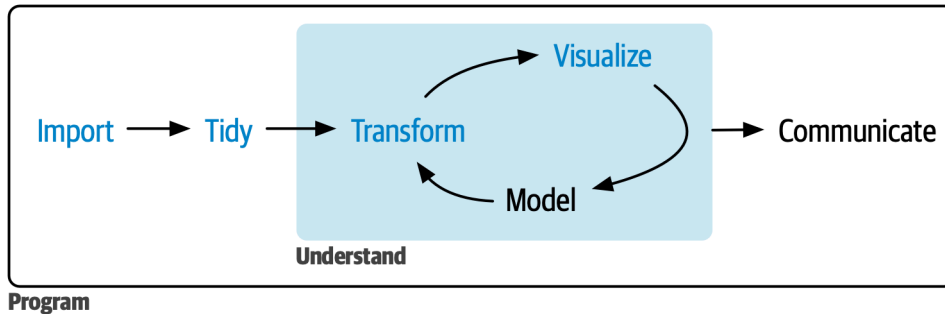 Visualize
Import
Tidy
Transform
Communicate
Model
Understand
Program